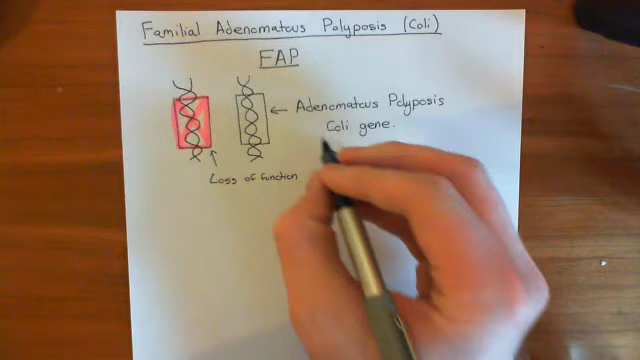 Familial Adenomatous Polyposis (Coli)
FAP
Adenomatous Polyposis
Coli gene.
Loss of function